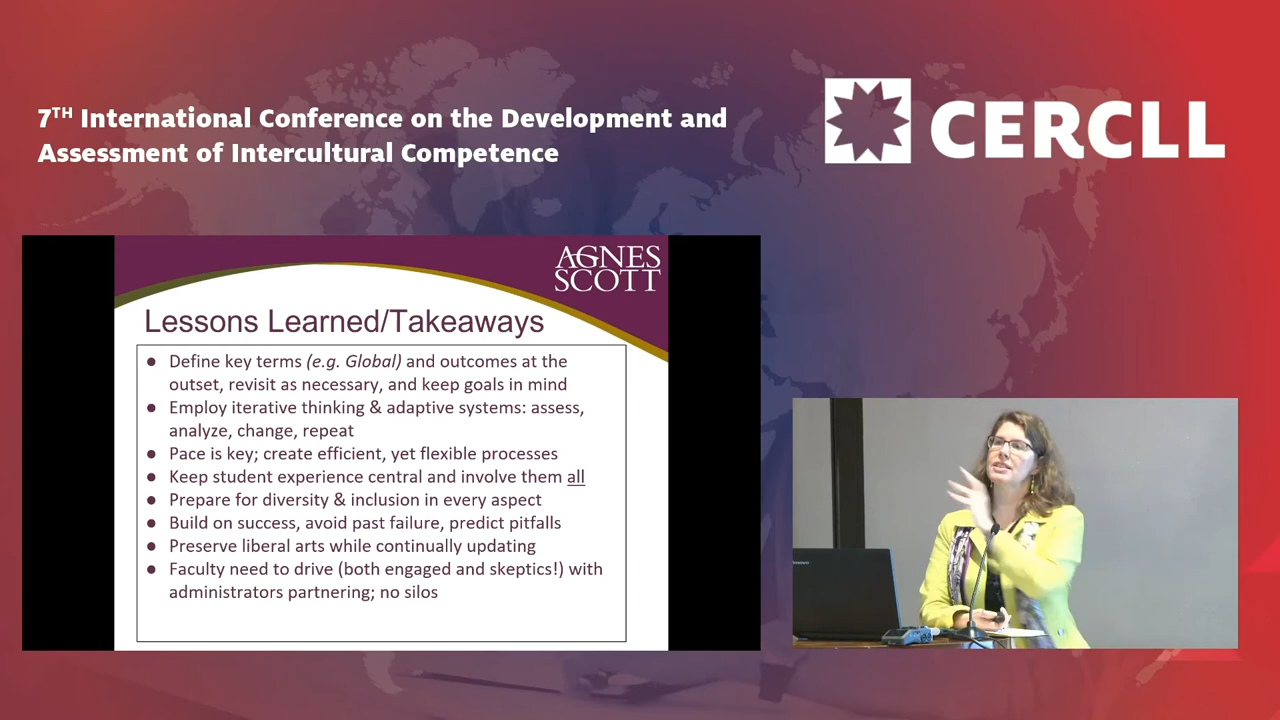 7TH International Conference on the Development and
Assessment of Intercultural Competence
CERCLL
AGNES
SCOTT
Lessons Learned/Takeaways
● Define key terms (e.g. Global) and outcomes at the
outset, revisit as necessary, and keep goals in mind
● Employ iterative thinking & adaptive systems: assess,
analyze, change, repeat
● Pace is key; create efficient, yet flexible processes
● Keep student experience central and involve them all
● Prepare for diversity & inclusion in every aspect
● Build on success, avoid past failure, predict pitfalls
● Preserve liberal arts while continually updating
● Faculty need to drive (both engaged and skeptics!) with
administrators partnering; no silos